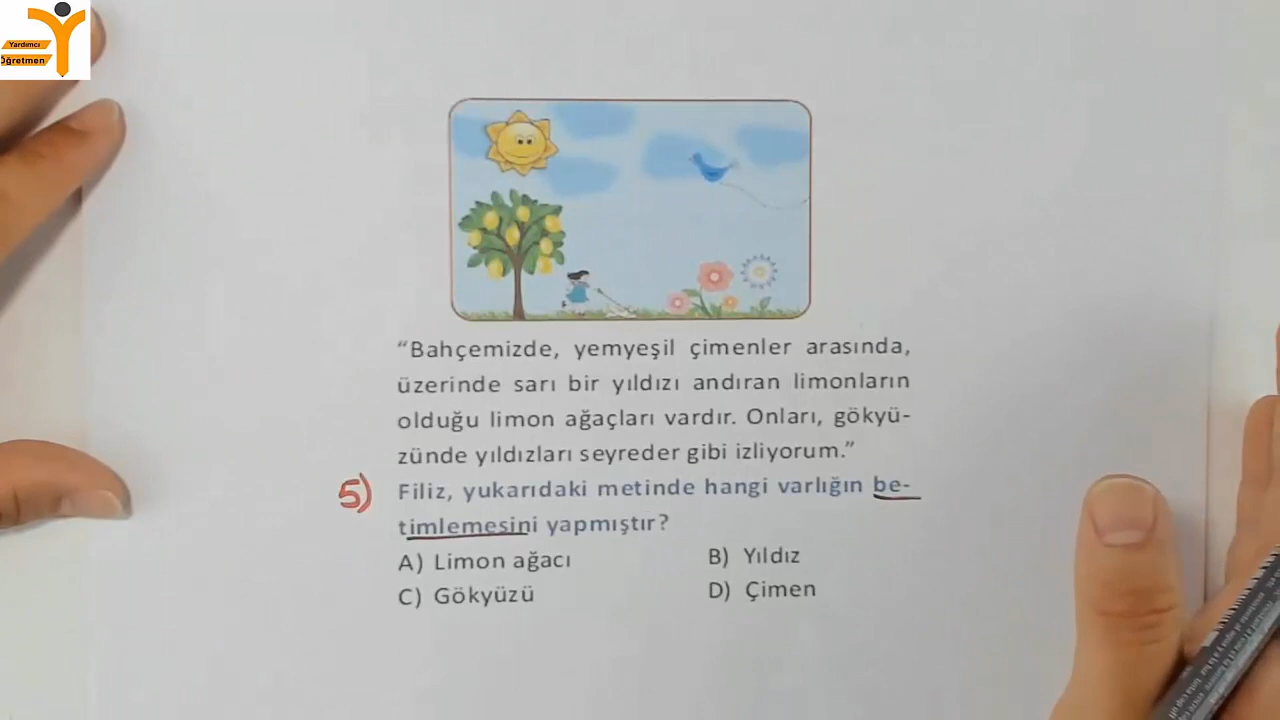 Yardımcı
Öğretmen
“Bahçemizde, yemyeşil çimenler arasında,
üzerinde sarı bir yıldızı andıran limonların
olduğu limon ağaçları vardır. Onları, gökyü-
zünde yıldızları seyreder gibi izliyorum.”
5) Filiz, yukarıdaki metinde hangi varlığın be-
timlemesini yapmıştır?
A) Limon ağacı B) Yıldız
C) Gökyüzü D) Çimen